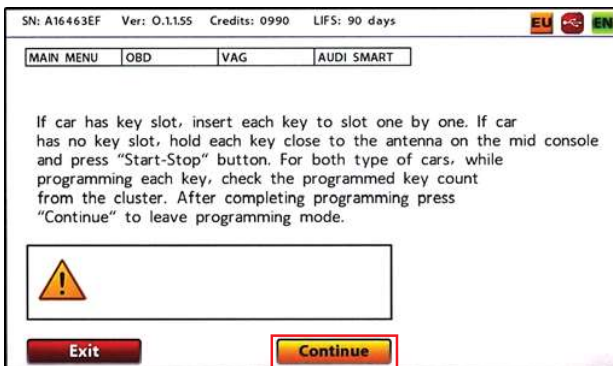 SN: A16463EF Ver: O.1.1.55 Credits: 0990 LIFS: 90 days EU EN
MAIN MENU OBD VAG AUDI SMART
If car has key slot, insert each key to slot one by one. If car
has no key slot, hold each key close to the antenna on the mid console
and press "Start-Stop" button. For both type of cars, while
programming each key, check the programmed key count
from the cluster. After completing programming press
"Continue" to leave programming mode.
Exit Continue